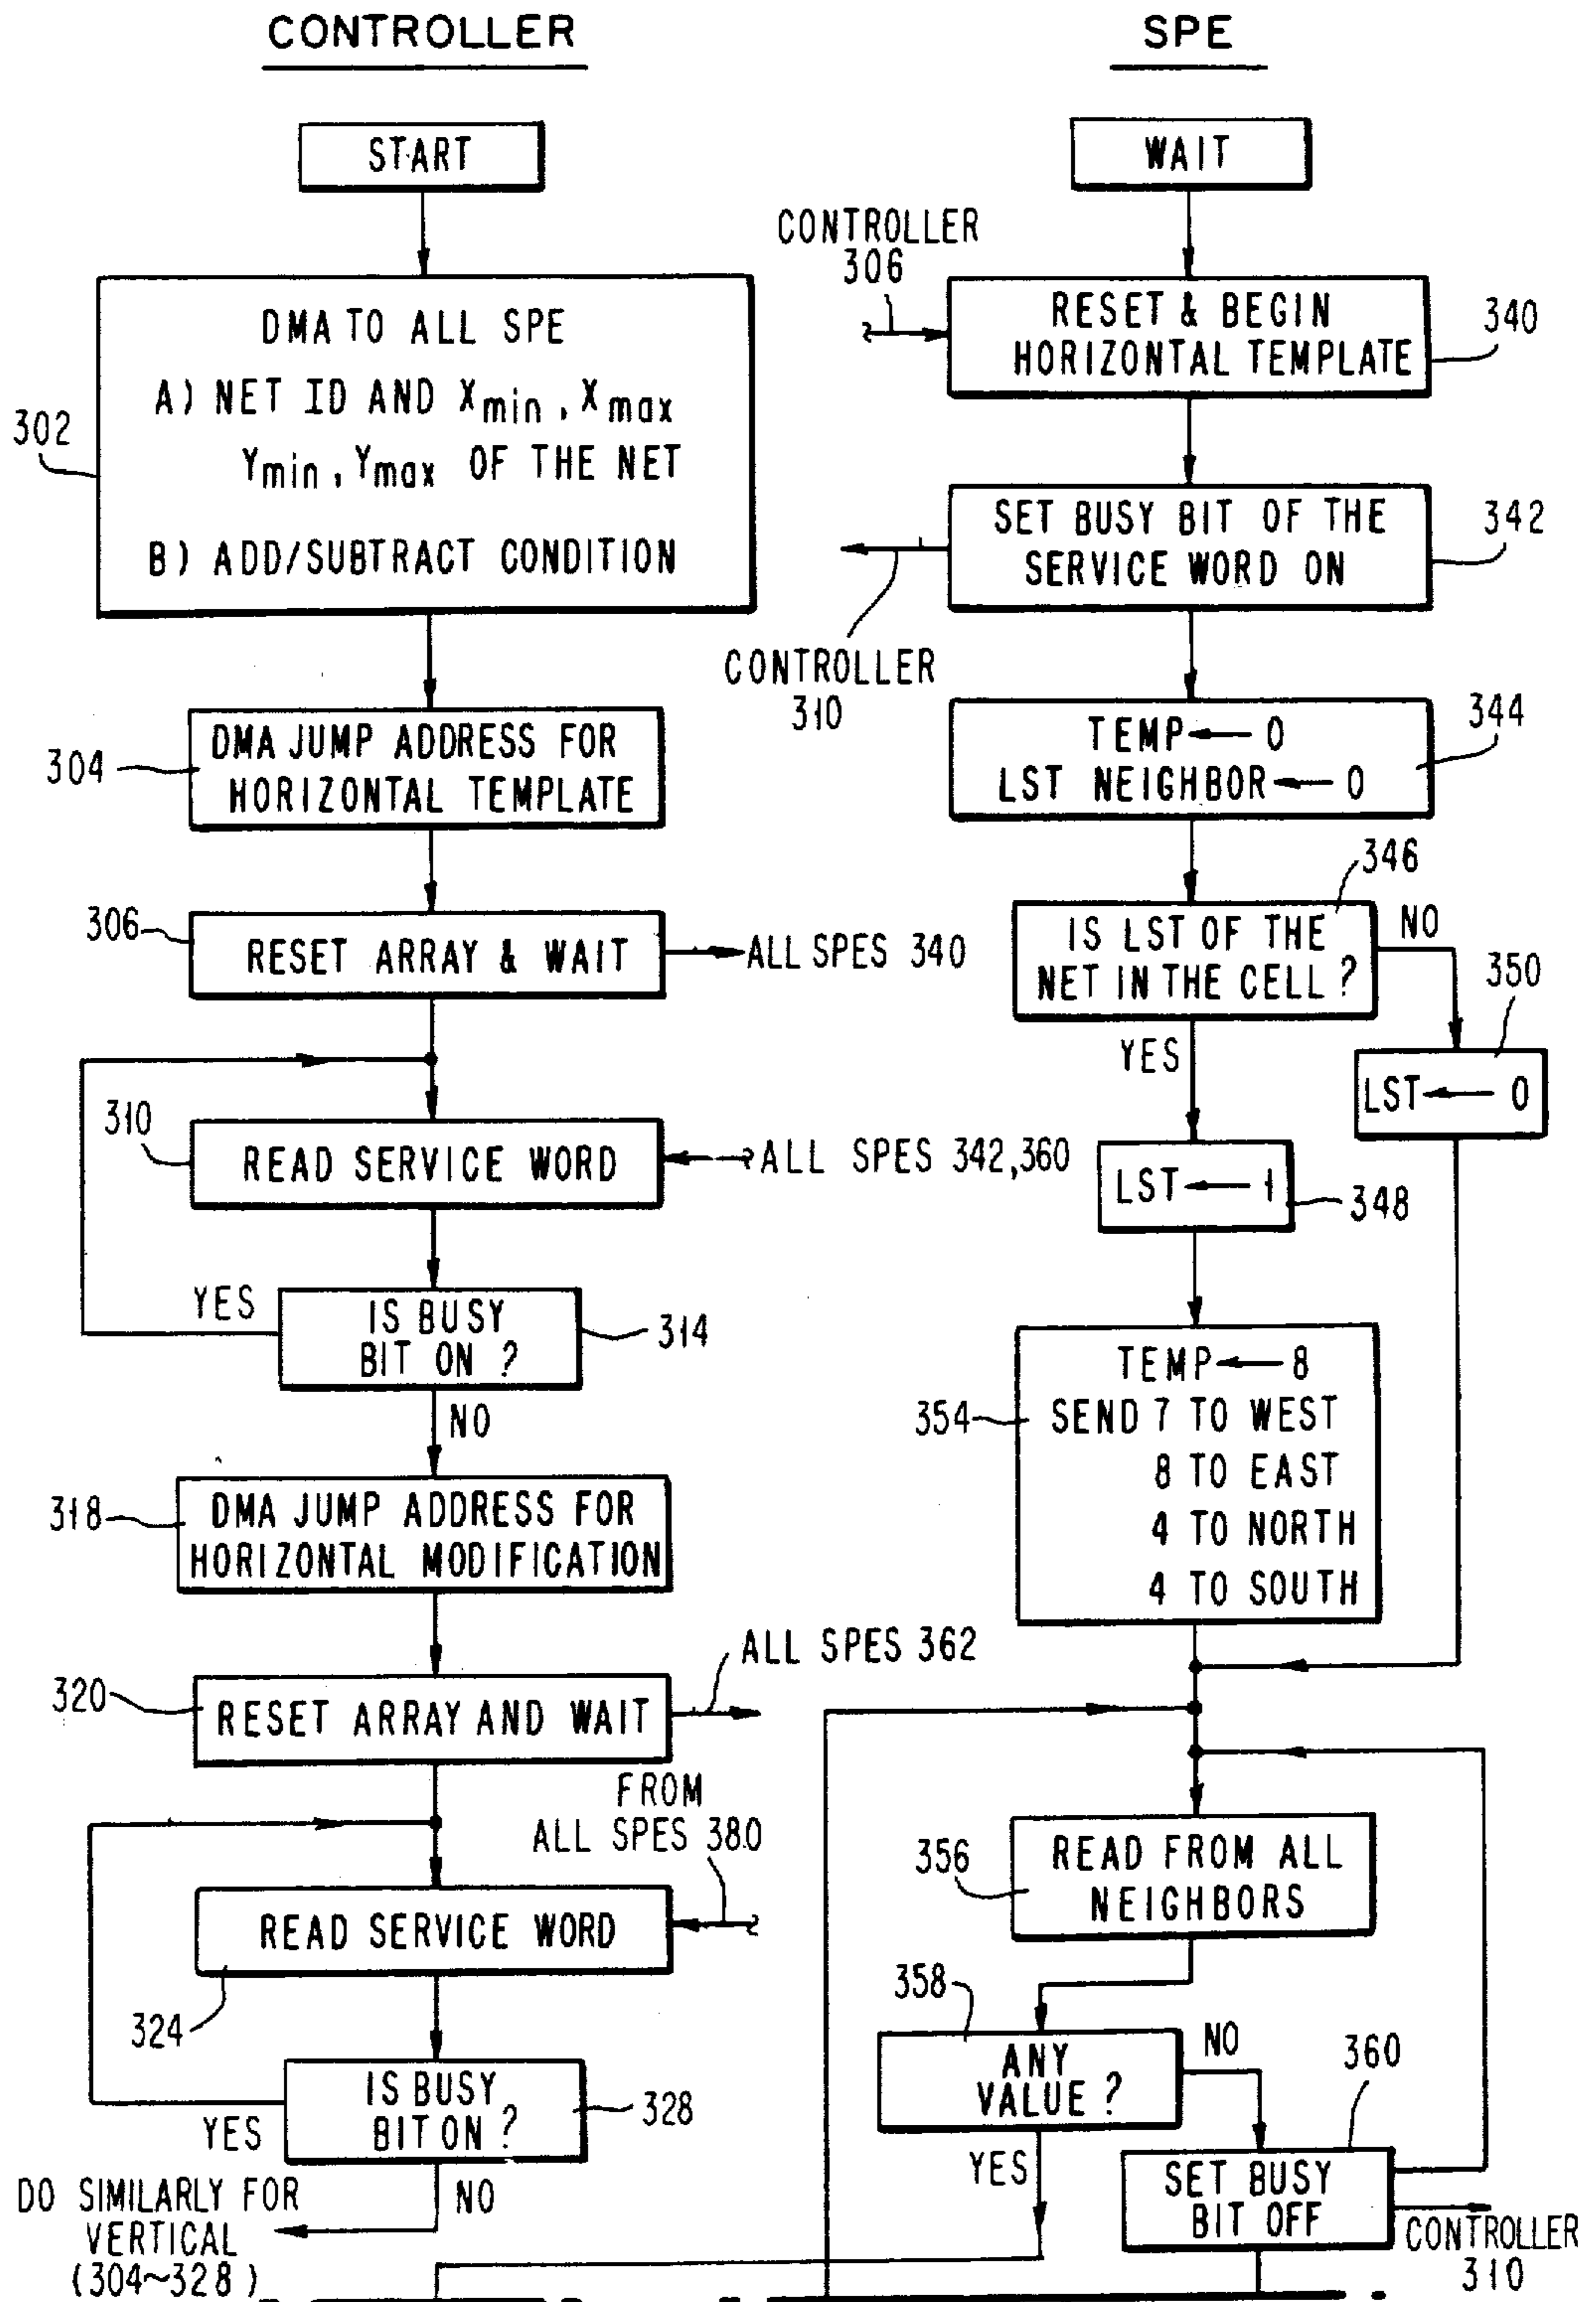 CONTROLLER
START
302
DMA TO ALL SPE
A) NET ID AND Xmin, Xmax
Ymin, Ymax OF THE NET
B) ADD/SUBTRACT CONDITION
304
DMA JUMP ADDRESS FOR
HORIZONTAL TEMPLATE
306
RESET ARRAY & WAIT
ALL SPES 340
310
READ SERVICE WORD
ALL SPES 342,360
YES
IS BUSY
BIT ON ?
314
NO
318
DMA JUMP ADDRESS FOR
HORIZONTAL MODIFICATION
ALL SPES 362
320
RESET ARRAY AND WAIT
FROM
ALL SPES 380
READ SERVICE WORD
324
IS BUSY
BIT ON ?
328
YES
NO
DO SIMILARLY FOR
VERTICAL
(304~328)
SPE
WAIT
CONTROLLER
306
RESET & BEGIN
HORIZONTAL TEMPLATE
340
SET BUSY BIT OF THE
SERVICE WORD ON
342
CONTROLLER
310
TEMP ← 0
LST NEIGHBOR ← 0
344
346
IS LST OF THE
NET IN THE CELL ?
NO
350
YES
LST ← 0
LST ← 1
348
354
TEMP ← 8
SEND 7 TO WEST
8 TO EAST
4 TO NORTH
4 TO SOUTH
356
READ FROM ALL
NEIGHBORS
358
ANY
VALUE ?
NO
360
YES
SET BUSY
BIT OFF
CONTROLLER
310